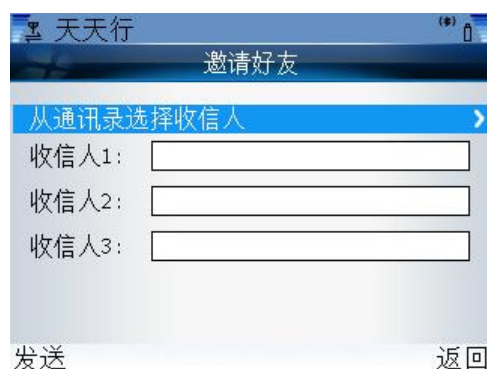 天天行
邀请好友
从通讯录选择收信人
收信人1:
收信人2:
收信人3:
发送 返回